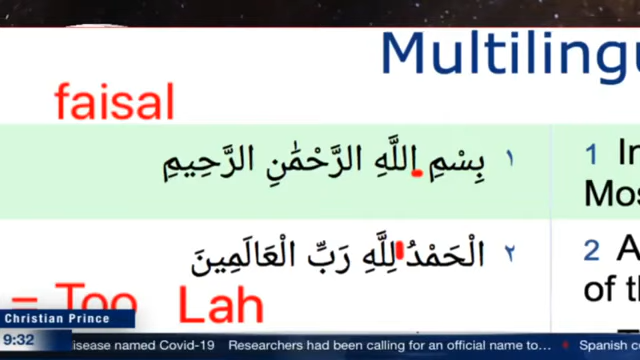 Multilingu
faisal
بِسْمِ اللَّهِ الرَّحْمَٰنِ الرَّحِيمِ ١
1 In
Mos
الْحَمْدُ لِلَّهِ رَبِّ الْعَالَمِينَ ٢
2 A
of th
= Too Lah
Christian Prince
9:32 isease named Covid-19 Researchers had been calling for an official name to... Spanish c